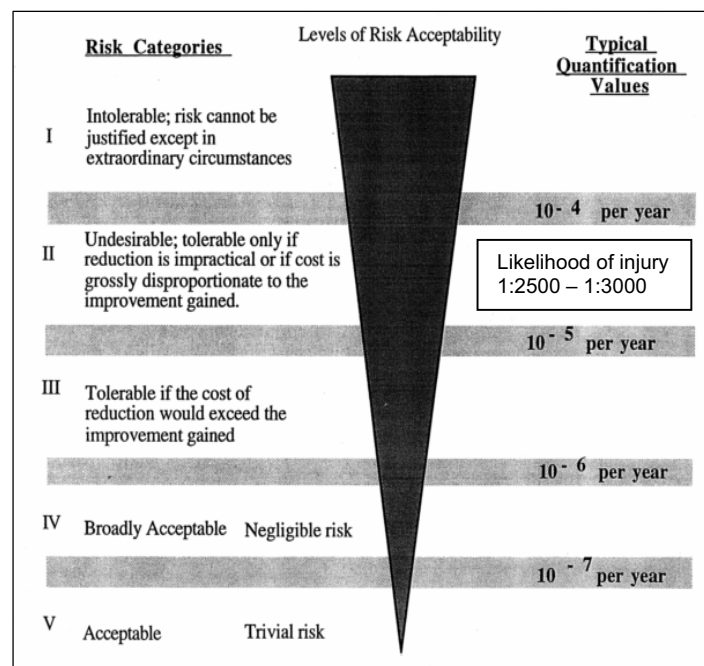 Levels of Risk Acceptability
Risk Categories
Typical
Quantification
Values
I
Intolerable; risk cannot be
justified except in
extraordinary circumstances
10 - 4 per year
II
Undesirable; tolerable only if
reduction is impractical or if cost is
grossly disproportionate to the
improvement gained.
Likelihood of injury
1:2500 – 1:3000
10 - 5 per year
III
Tolerable if the cost of
reduction would exceed the
improvement gained
10 - 6 per year
IV
Broadly Acceptable Negligible risk
10 - 7 per year
V
Acceptable Trivial risk